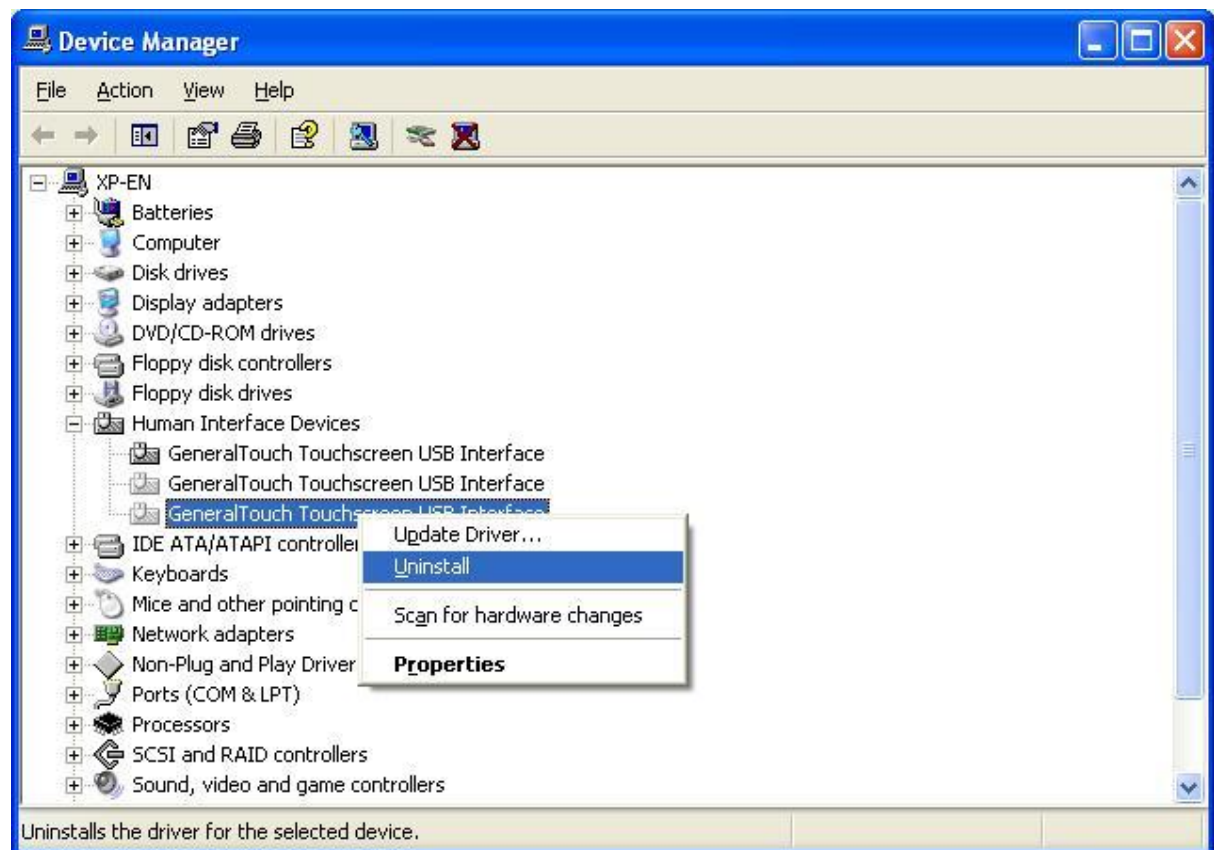 Device Manager
File Action View Help
XP-EN
Batteries
Computer
Disk drives
Display adapters
DVD/CD-ROM drives
Floppy disk controllers
Floppy disk drives
Human Interface Devices
GeneralTouch Touchscreen USB Interface
GeneralTouch Touchscreen USB Interface
GeneralTouch Touchscreen USB Interface
Update Driver...
IDE ATA/ATAPI controller
Uninstall
Keyboards
Mice and other pointing
Scan for hardware changes
Network adapters
Non-Plug and Play Driver
Properties
Ports (COM & LPT)
Processors
SCSI and RAID controllers
Sound, video and game controllers
Uninstalls the driver for the selected device.